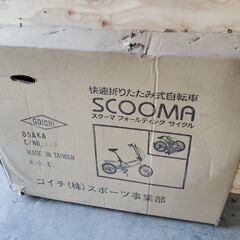 快速折りたたみ式自転車
SCOOMA
スクーマ フォールディング サイクル
GOICHI
OSAKA
C/NO.
MADE IN TAIWAN
R.O.C.
ゴイチ(株)スポーツ事業部